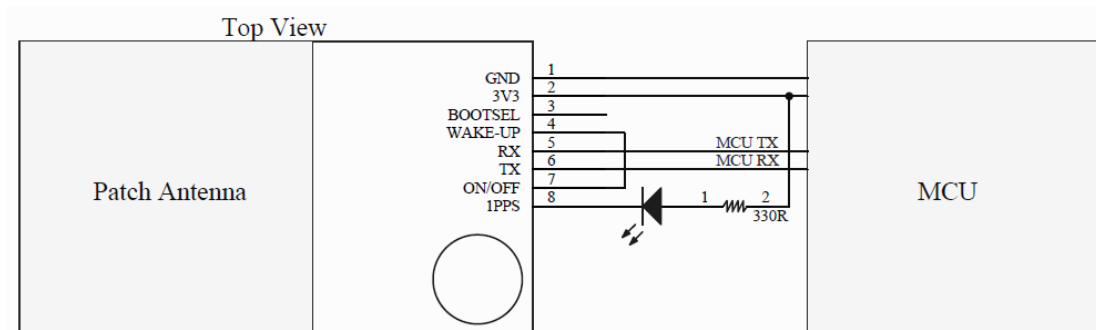 Top View
GND 1
3V3 2
BOOTSEL 3
WAKE-UP 4
RX 5 MCU TX
TX 6 MCU RX
ON/OFF 7
1PPS 8 1 2
330R
Patch Antenna
MCU